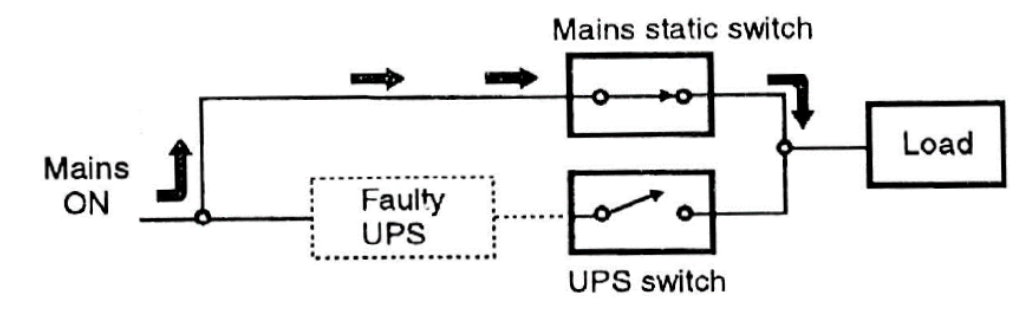 Mains static switch
Mains
ON
Faulty
UPS
Load
UPS switch